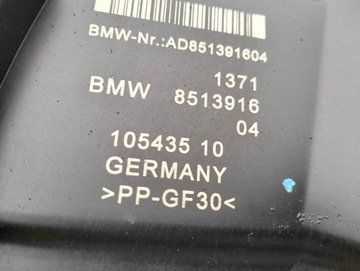 BMW-Nr.:AD851391604
1371
BMW 8513916
04
105435 10
GERMANY
>PP-GF30<